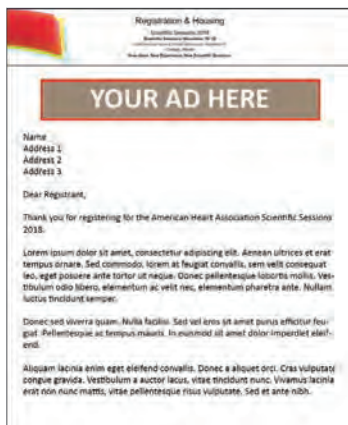 Registration & Housing
Scientific Sessions 2018
YOUR AD HERE
Name
Address 1
Address 2
Address 3
Dear Registrant,
Thank you for registering for the American Heart Association Scientific Sessions
2018.
Lorem ipsum dolor sit amet, consectetur adipiscing elit. Aenean ultrices et erat
tempus ornare. Sed commodo, lorem at feugiat convallis, sem velit consequat
leo, eget posuere ante tortor ut neque. Donec pellentesque lobortis mollis. Ves-
tibulum odio libero, elementum ac velit nec, elementum pharetra ante. Nullam
luctus tincidunt semper.
Donec sed viverra quam. Nulla facilisi. Sed vel eros sit amet purus efficitur feu-
giat. Pellentesque ac tempus mauris. In euismod sit amet dolor imperdiet eleif-
end.
Aliquam lacinia enim eget eleifend convallis. Donec a aliquet orci. Cras vulputate
congue gravida. Vestibulum a auctor lacus, vitae tincidunt nunc. Vivamus lacinia
erat non nunc mattis, vitae pellentesque risus vulputate. Sed et ante nibh.